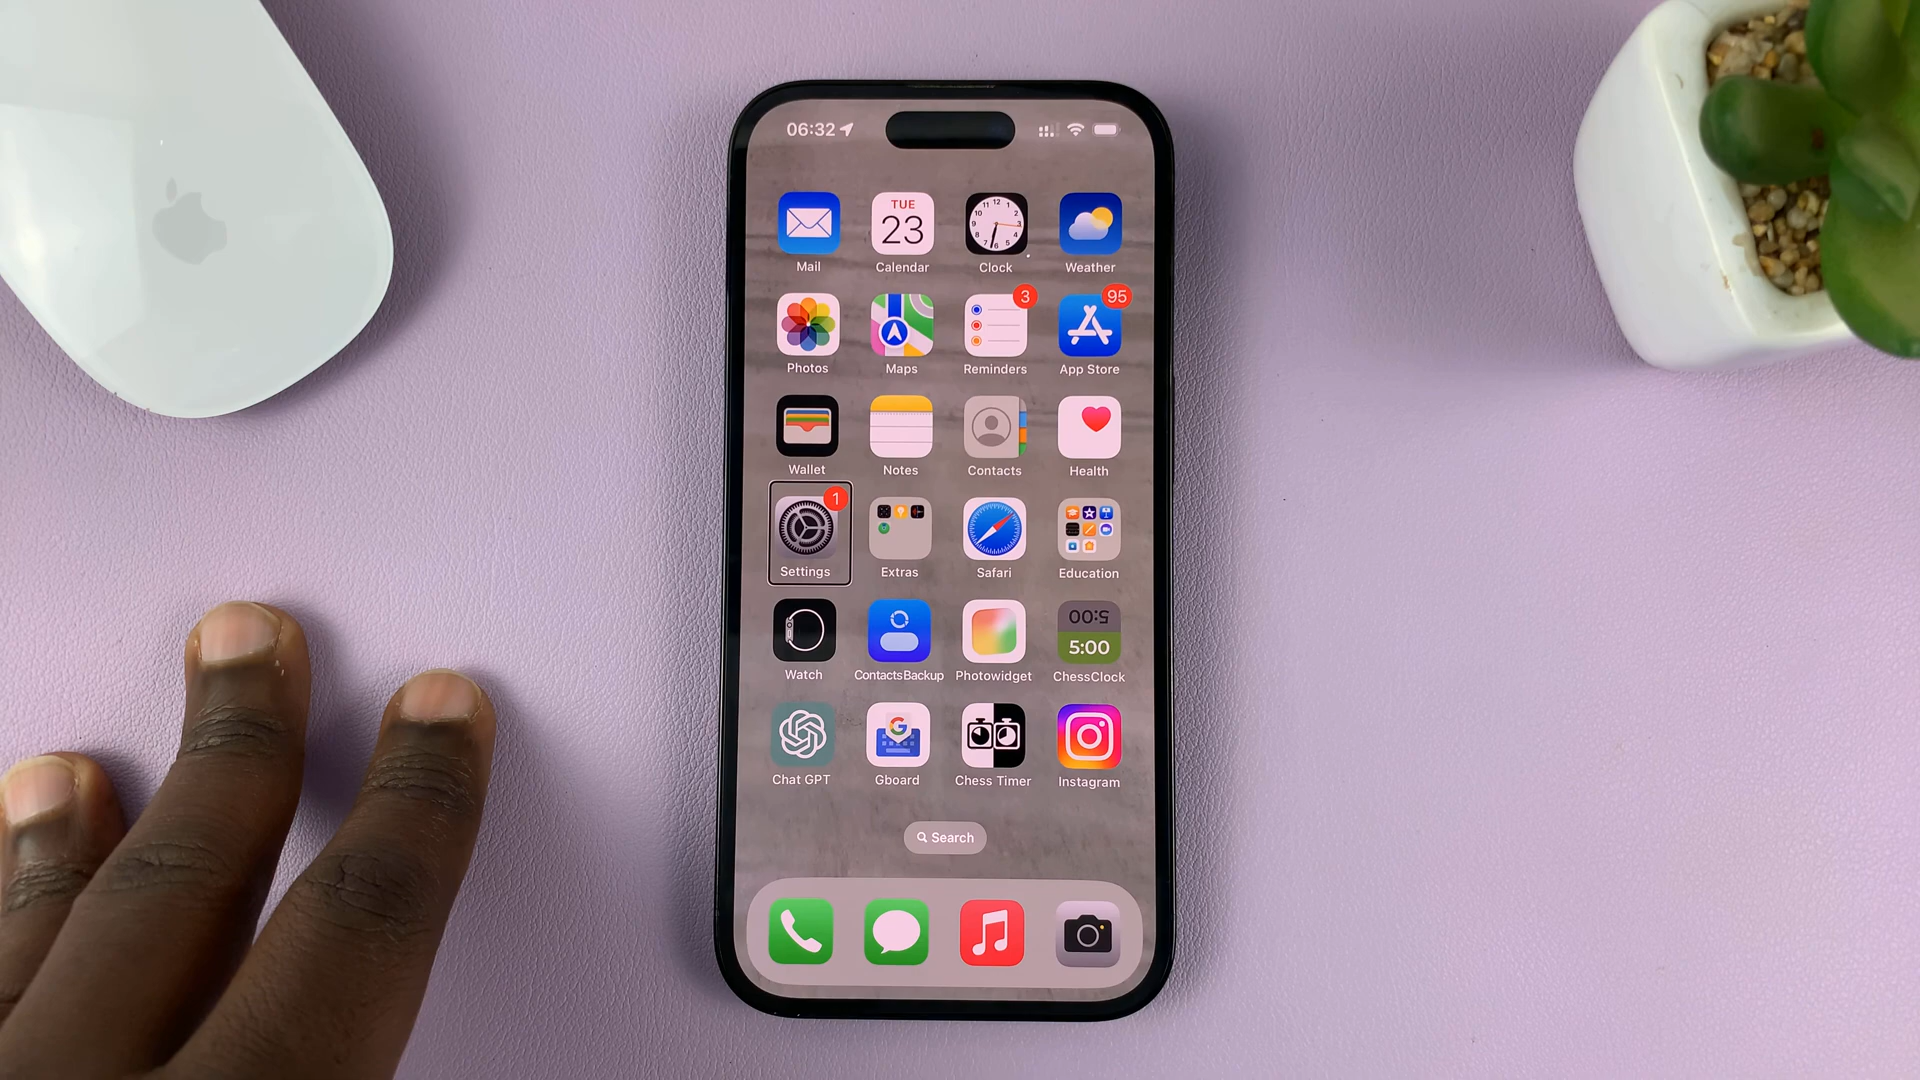 06:32
TUE
23
Mail
Calendar
Clock
Weather
3
95
Photos
Maps
Reminders
App Store
Wallet
Notes
Contacts
Health
1
Settings
Extras
Safari
Education
5:00
5:00
Watch
ContactsBackup
Photowidget
ChessClock
G
Chat GPT
Gboard
Chess Timer
Instagram
Search